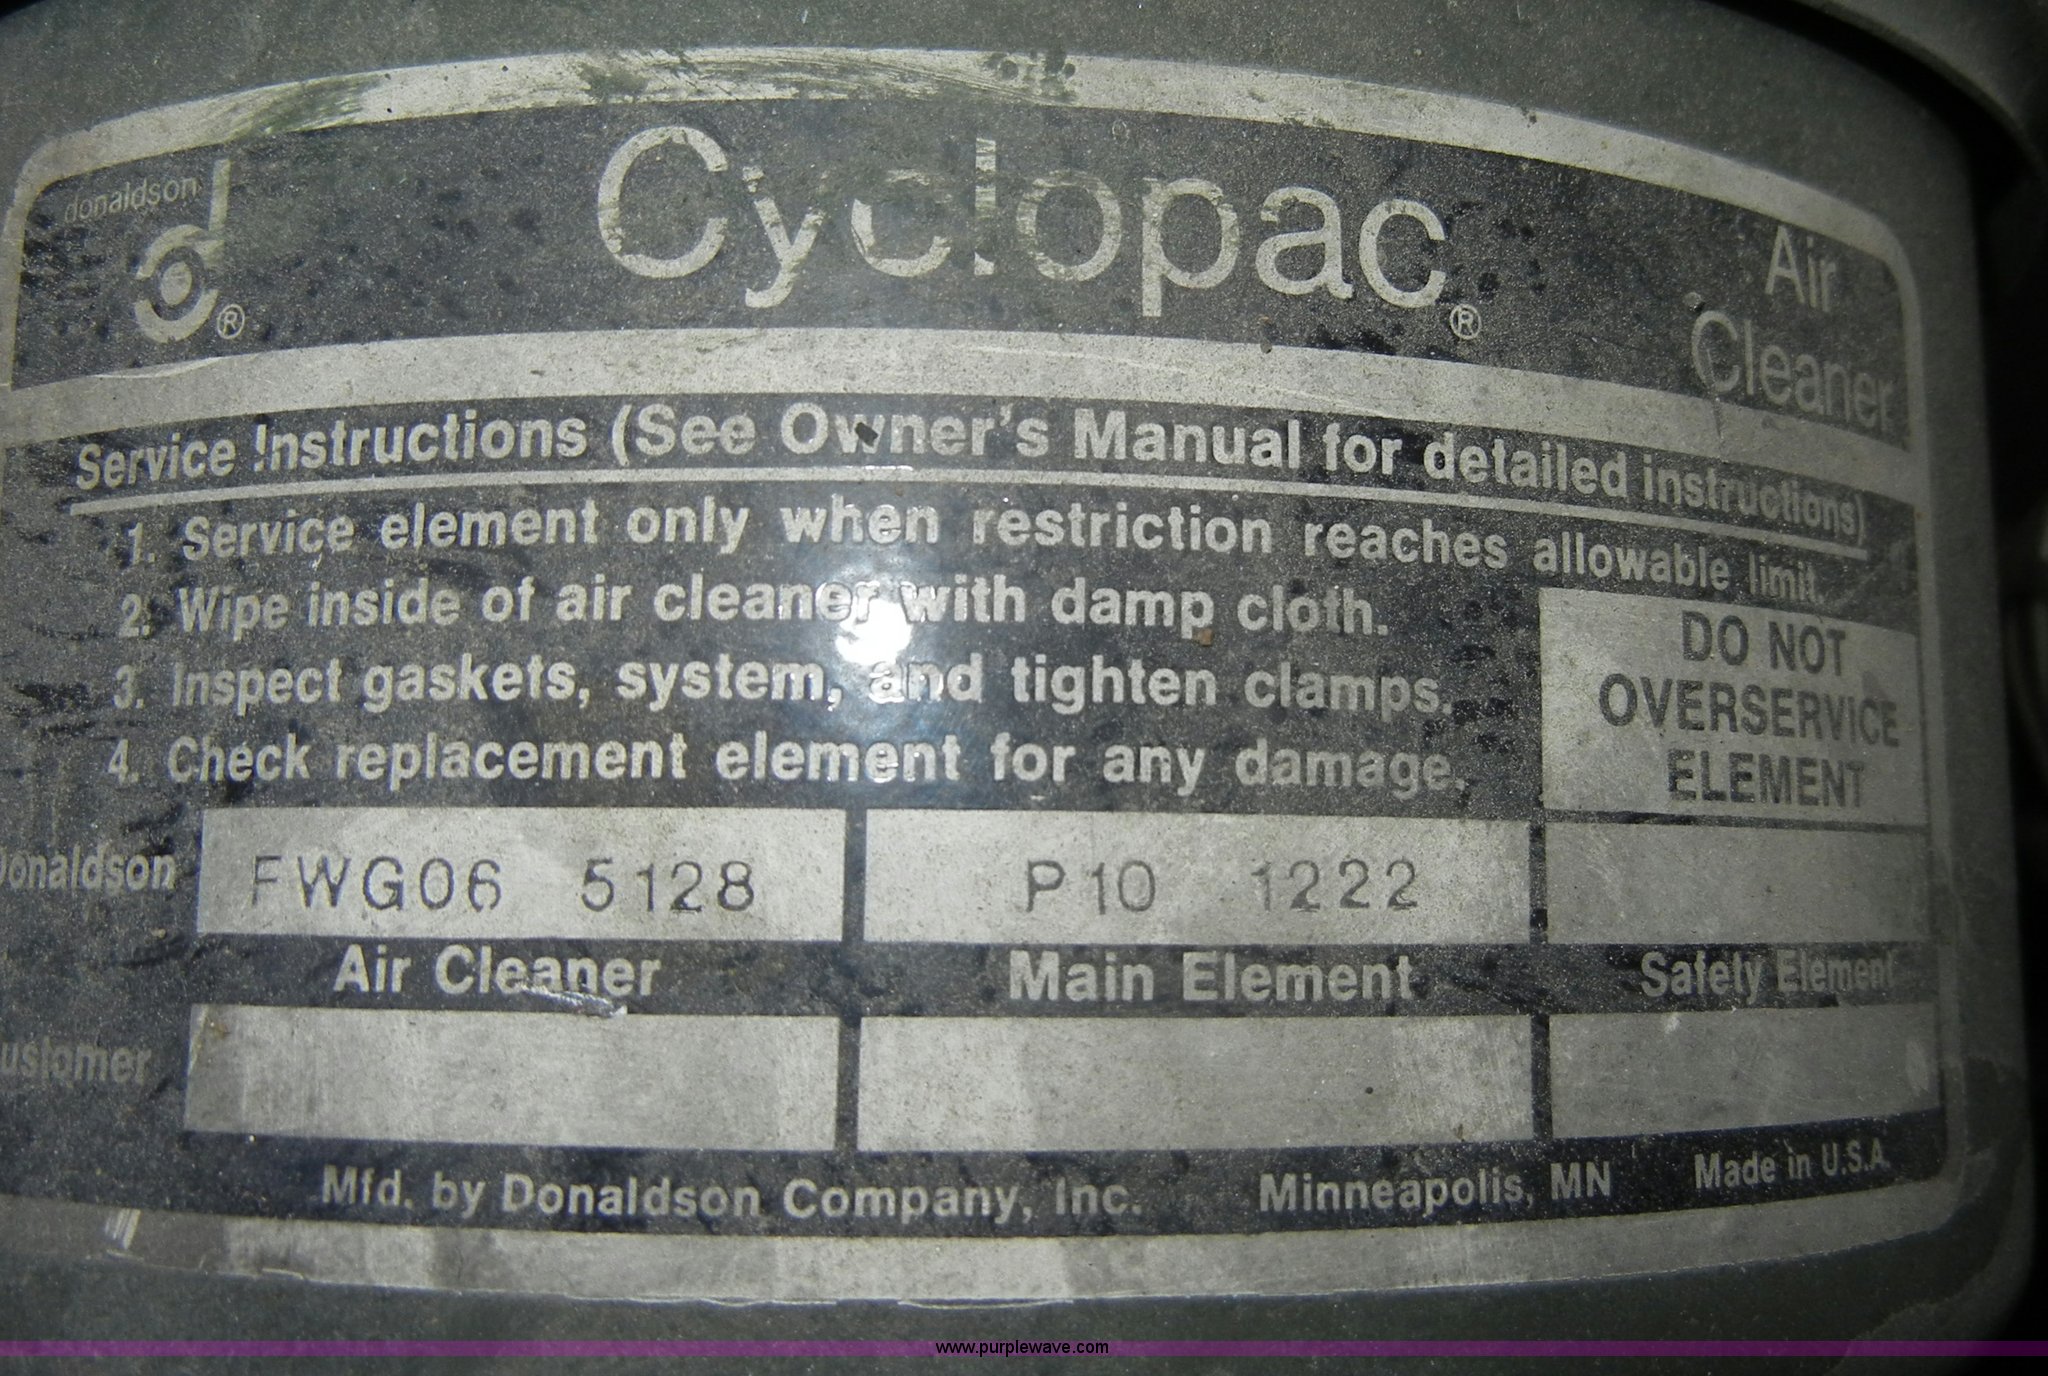 donaldson
d
®
Cyclopac®
Air
Cleaner
Service Instructions (See Owner's Manual for detailed instructions)
1. Service element only when restriction reaches allowable limit.
2. Wipe inside of air cleaner with damp cloth.
3. Inspect gaskets, system, and tighten clamps.
4. Check replacement element for any damage.
DO NOT
OVERSERVICE
ELEMENT
Donaldson FWG06 5128 P10 1222
Air Cleaner Main Element Safety Element
ustomer
Mfd. by Donaldson Company, Inc. Minneapolis, MN Made in U.S.A.
www.purplewave.com